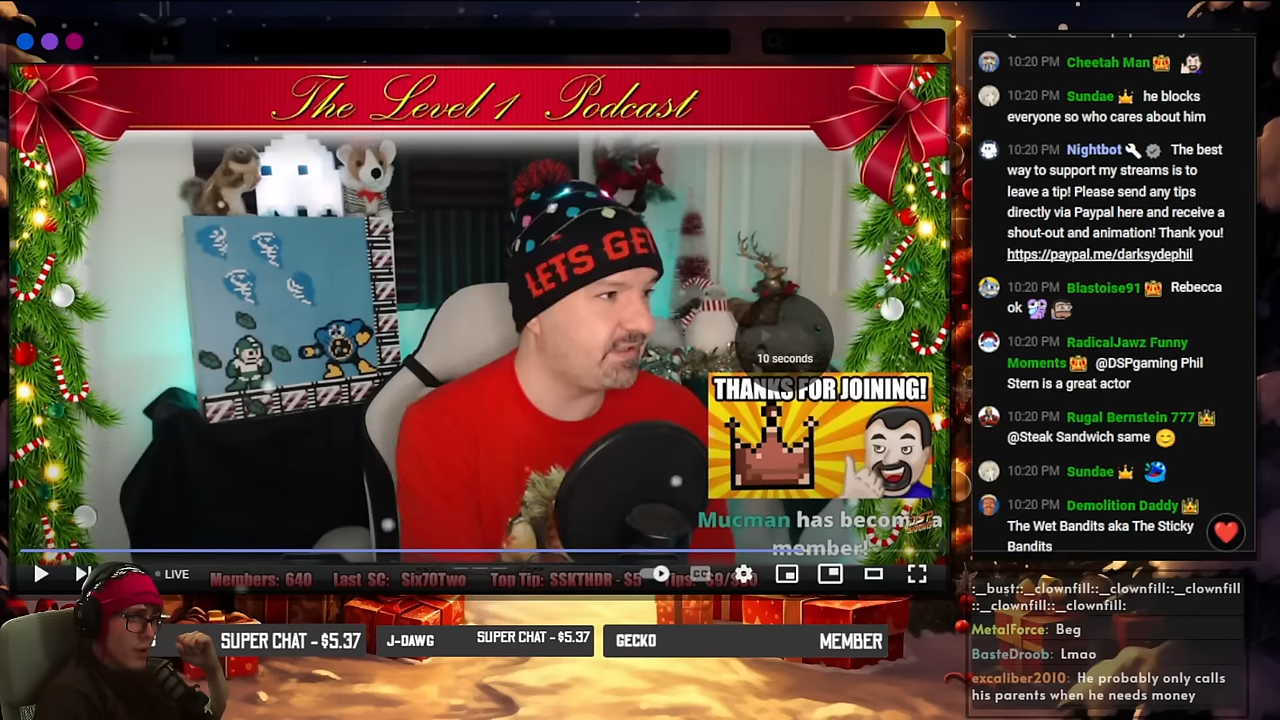 The Level 1 Podcast
LETS GET
10 seconds
THANKS FOR JOINING!
Mucman has become a
member!
LIVE
Members: 640
Last SC: Six70Two
Top Tip: SSKTHDR - $5
CC
SUPER CHAT - $5.37
J-DAWG
SUPER CHAT - $5.37
GECKO
MEMBER
10:20 PM Cheetah Man
10:20 PM Sundae he blocks
everyone so who cares about him
10:20 PM Nightbot The best
way to support my streams is to
leave a tip! Please send any tips
directly via Paypal here and receive a
shout-out and animation! Thank you!
https://paypal.me/darksydephil
10:20 PM Blastoise91 Rebecca
ok
10:20 PM RadicalJawz Funny
Moments @DSPgaming Phil
Stern is a great actor
10:20 PM Rugal Bernstein 777
@Steak Sandwich same
10:20 PM Sundae
10:20 PM Demolition Daddy
The Wet Bandits aka The Sticky
Bandits
:_bust::_clownfill::_clownfill::_clownfill
::_clownfill::_clownfill:
MetalForce: Beg
BasteDroob: Lmao
excaliber2010: He probably only calls
his parents when he needs money